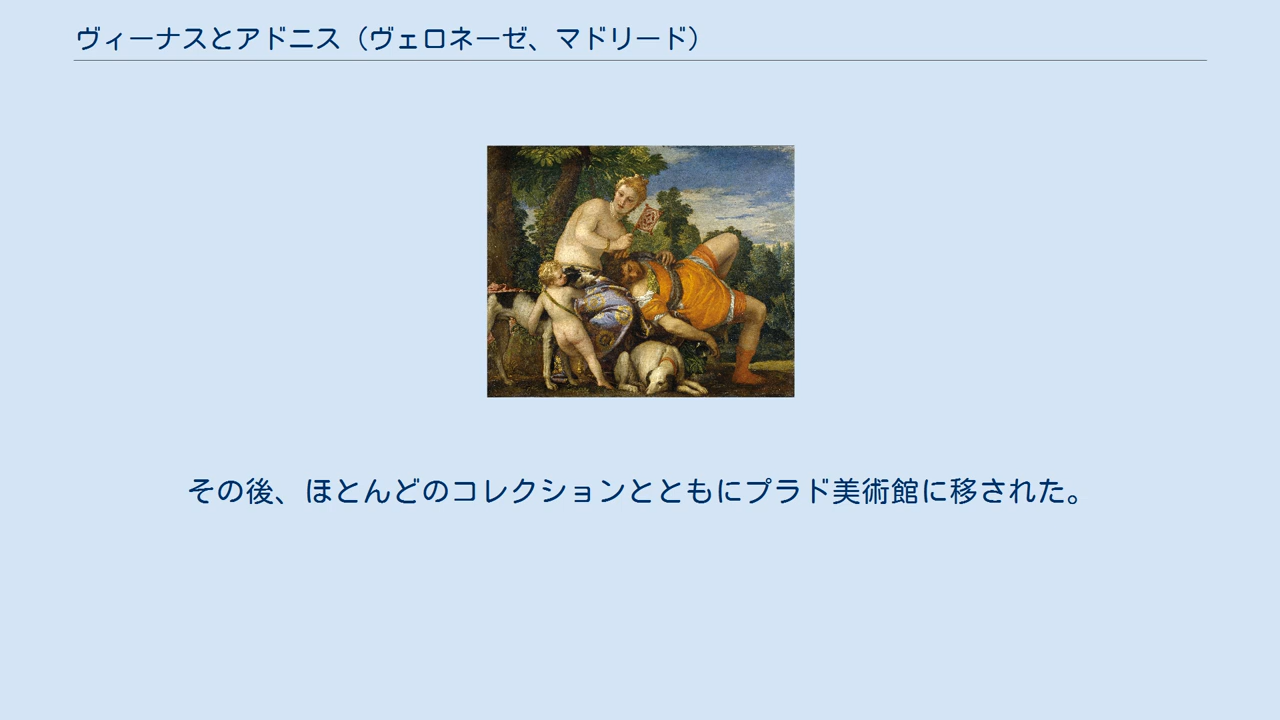 ヴィーナスとアドニス（ヴェロネーゼ、マドリード）
その後、ほとんどのコレクションとともにプラド美術館に移された。